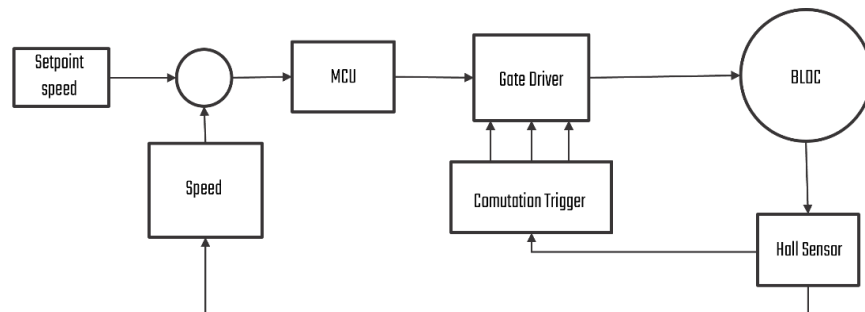 Setpoint
speed
MCU
Gate Driver
BLDC
Speed
Comutation Trigger
Hall Sensor